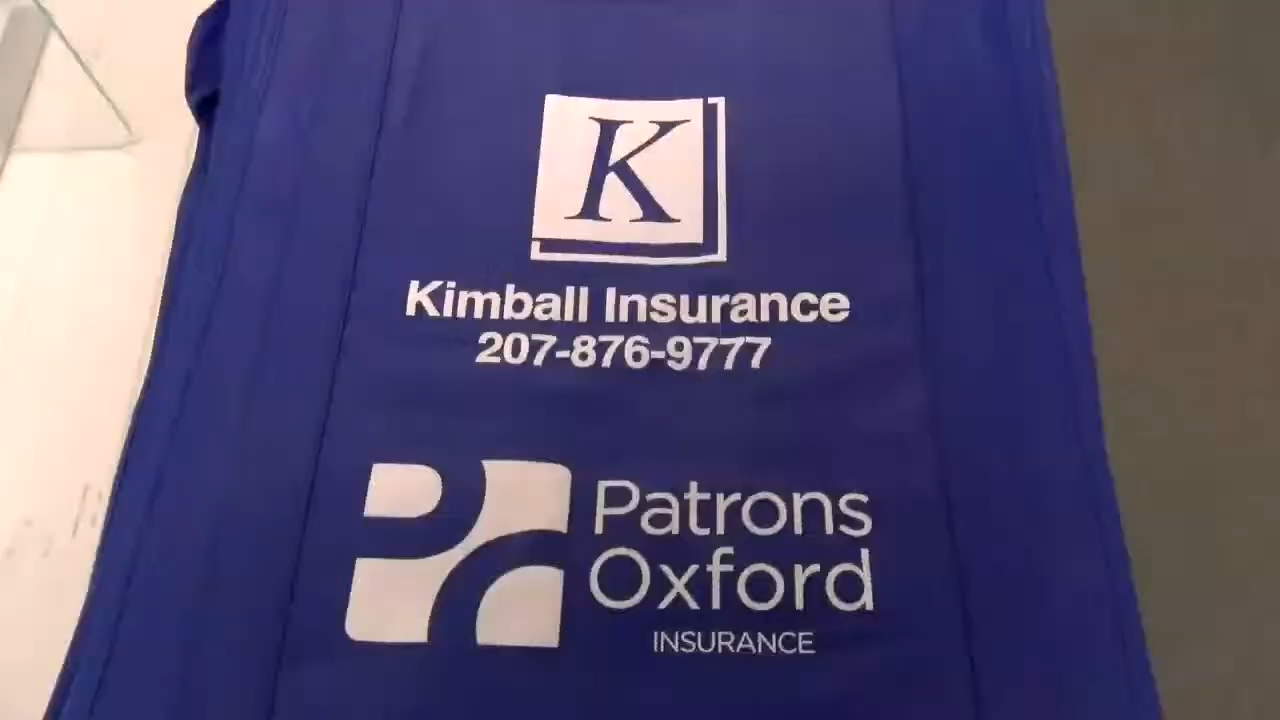 K
Kimball Insurance
207-876-9777
Patrons
Oxford
INSURANCE